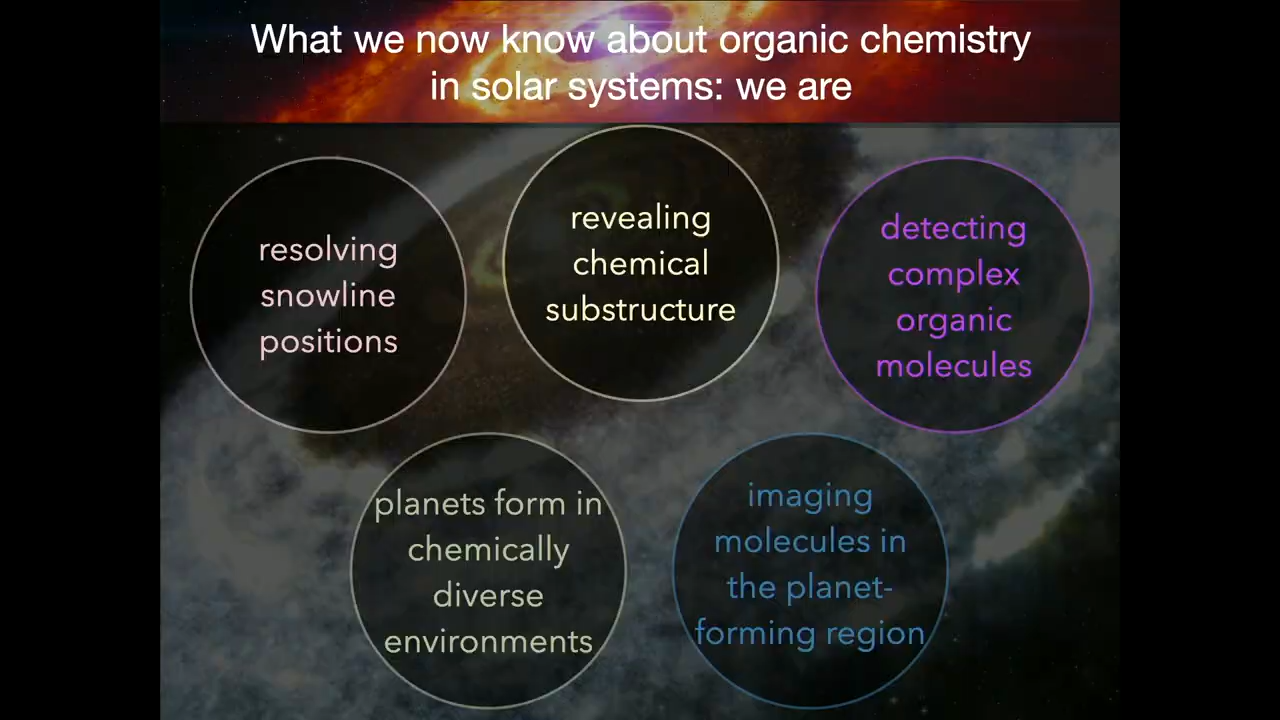 What we now know about organic chemistry
in solar systems: we are
resolving
snowline
positions
revealing
chemical
substructure
detecting
complex
organic
molecules
planets form in
chemically
diverse
environments
imaging
molecules in
the planet-
forming region